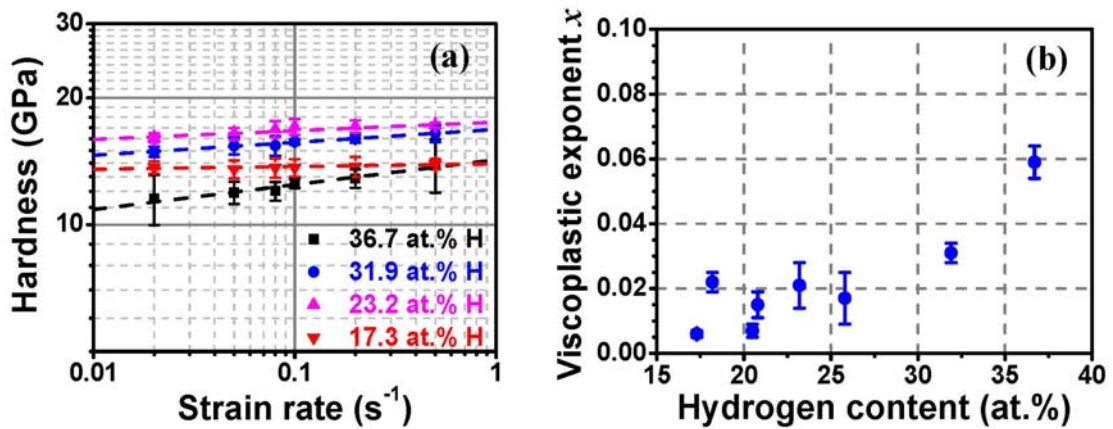 30
20
10
Hardness (GPa)
(a)
36.7 at.% H
31.9 at.% H
23.2 at.% H
17.3 at.% H
0.01 0.1 1
Strain rate (s⁻¹)
0.10
0.08
0.06
0.04
0.02
0.00
Viscoplastic exponent x
(b)
15 20 25 30 35 40
Hydrogen content (at.%)